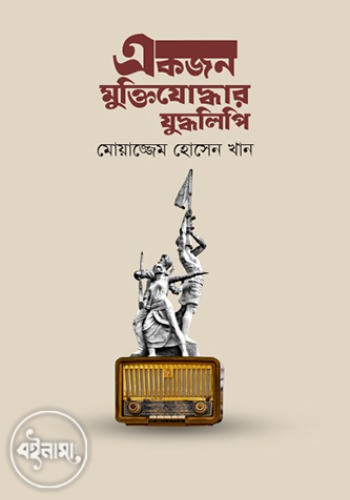 একজন
মুক্তিযোদ্ধার
যুদ্ধলিপি
মোয়াজ্জেম হোসেন খান
বইনামা